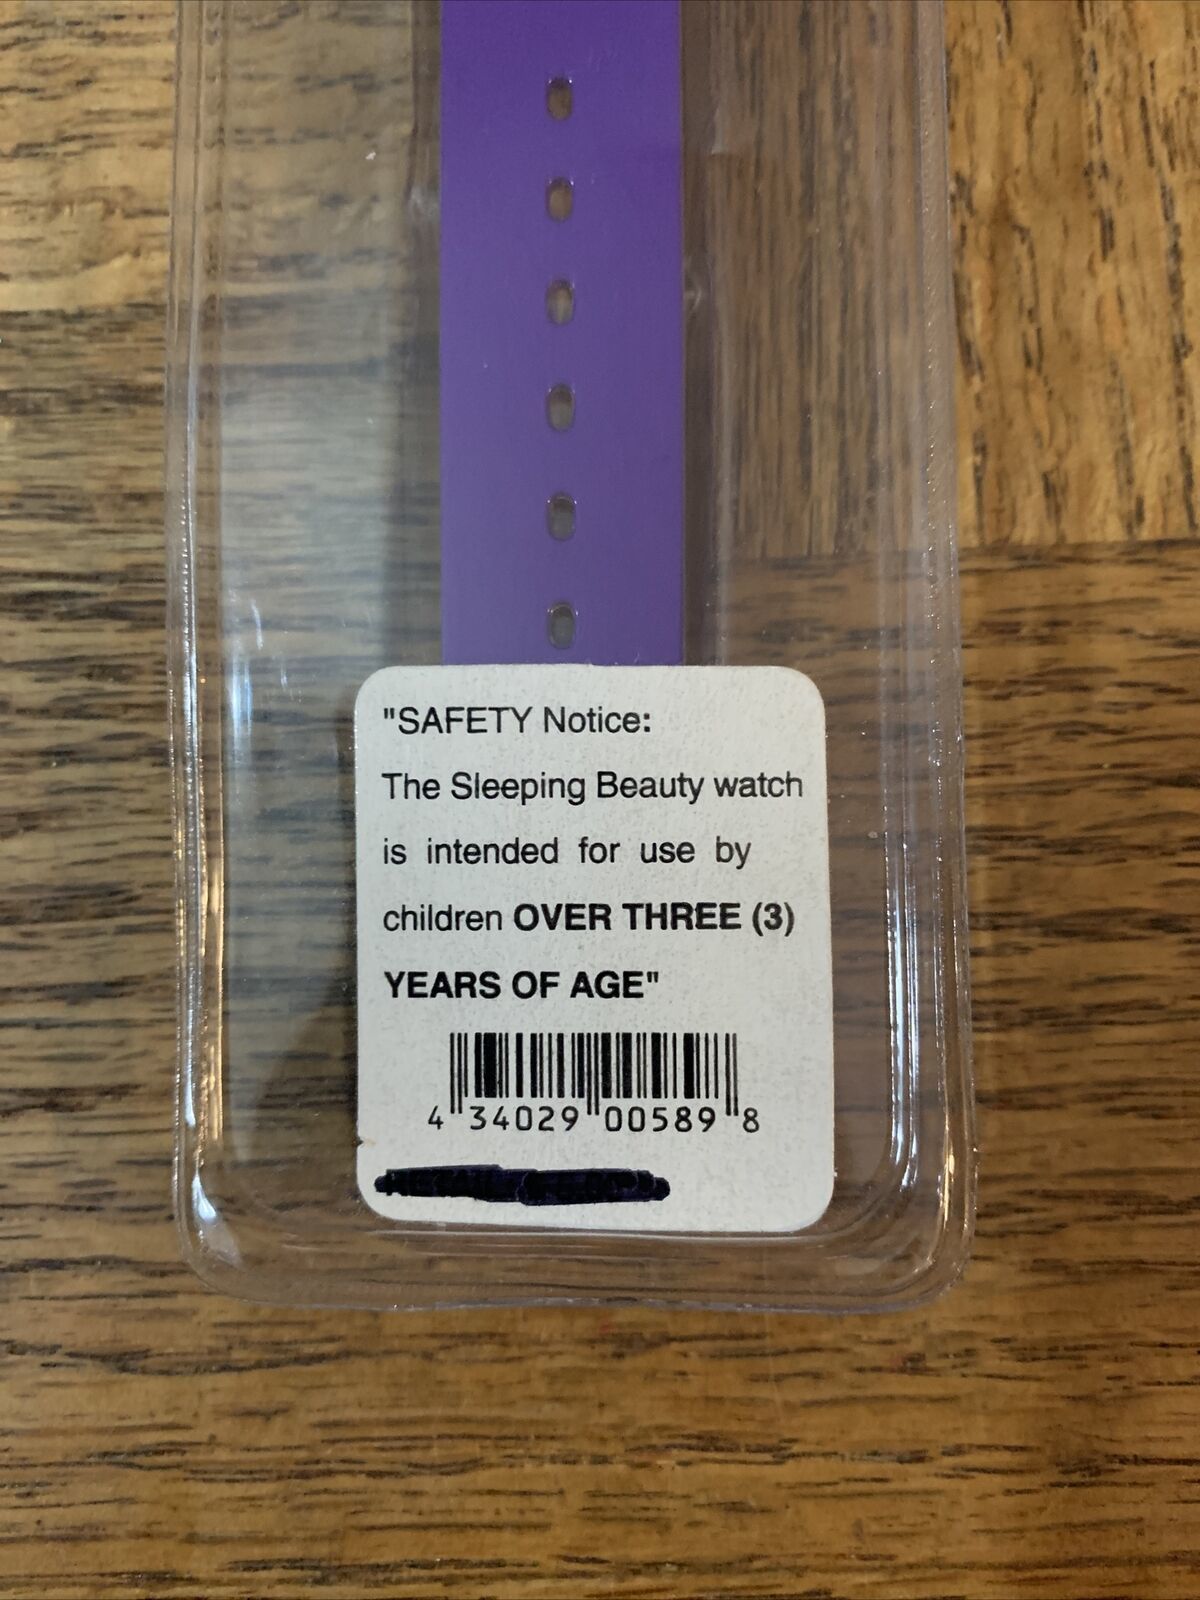 "SAFETY Notice:
The Sleeping Beauty watch
is intended for use by
children OVER THREE (3)
YEARS OF AGE"
4 34029 00589 8